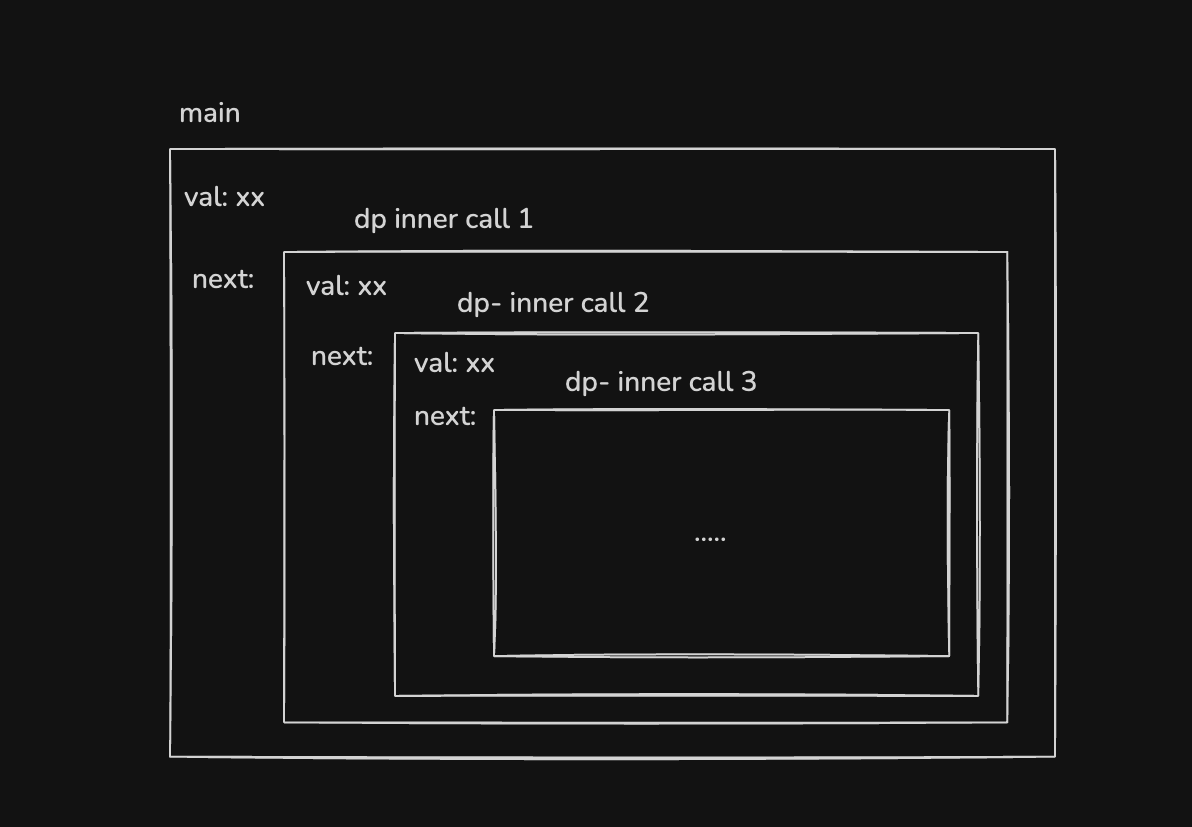 main
val: xx
dp inner call 1
next:
val: xx
dp- inner call 2
next:
val: xx
dp- inner call 3
next:
.....